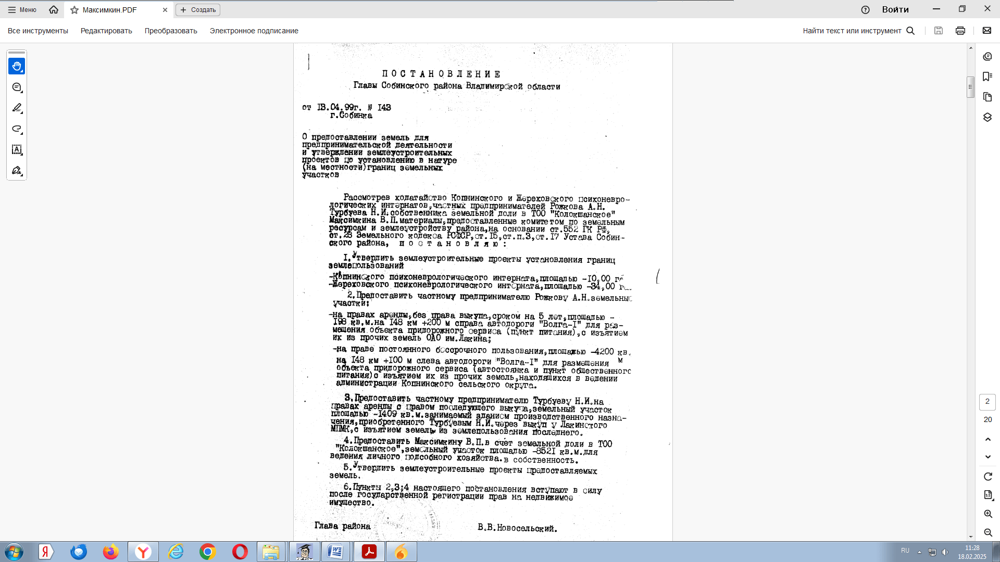 Меню
Максимкин.PDF
Создать
Войти
Все инструменты
Редактировать
Преобразовать
Электронное подписание
Найти текст или инструмент
ПОСТАНОВЛЕНИЕ
Главы Собинского района Владимирской области
от 13.04.99г. № 143
г.Собинка
О предоставлении земель для
предпринимательской деятельности
и утверждении землеустроительных
проектов по установлению в натуре
(на местности)границ земельных
участков
Рассмотрев ходатайство Копнинского и Жереховского психоневро-
логических интернатов,частных предпринимателей Рожкова А.Н.
Турбуева Н.И.собственника земельной доли в ТОО "Колокшанское"
Максимкина В.П.материалы,предоставленные комитетом по земельным
ресурсам и землеустройству района,на основании ст.552 ГК РФ,
ст.28 Земельного кодекса РСФСР,ст.15,ст.п.3,ст.17 Устава Собин-
ского района, п о с т а н о в л я ю :
1.Утвердить землеустроительные проекты установления границ
землепользований
-Копнинского психоневрологического интерната,площадью -10,00 га
-Жереховского психоневрологического интерната,площадью -34,00
2.Предоставить частному предпринимателю Рожкову А.Н.земельные
участки:
-на правах аренды,без права выкупа,сроком на 5 лет,площадью -
198 кв.м.на 148 км +200 м справа автодороги "Волга-1" для раз-
мещения объекта придорожного сервиса (пункт питания),с изъятием
их из прочих земель ОАО им.Лакина;
-на праве постоянного бессрочного пользования,площадью -4200 кв.
м
на 148 км +100 м слева автодороги "Волга-1" для размещения
объекта придорожного сервиса (автостоянка и пункт общественного
питания)с изъятием их из прочих земель,находящихся в ведении
администрации Копнинского сельского округа.
3.Предоставить частному предпринимателю Турбуеву Н.И.на
правах аренды с правом последующего выкупа,земельный участок
площадью -1409 кв.м.занимаемый зданием производственного назна-
чения,приобретенного Турбуевым Н.И.через выкуп у Лакинского
МПМК,с изъятием земель из землепользования последнего.
4.Предоставить Максимкину В.П.в счет земельной доли в ТОО
"Колокшанское",земельный участок площадью -8521 кв.м.для
ведения личного подсобного хозяйства.в собственность.
5.Утвердить землеустроительные проекты предоставляемых
земель.
6.Пункты 2,3;4 настоящего постановления вступают в силу
после государственной регистрации прав на недвижимое
имущество.
Глава района
В.В.Новосельский.
2
20
1:1
RU
11:28
18.02.2025